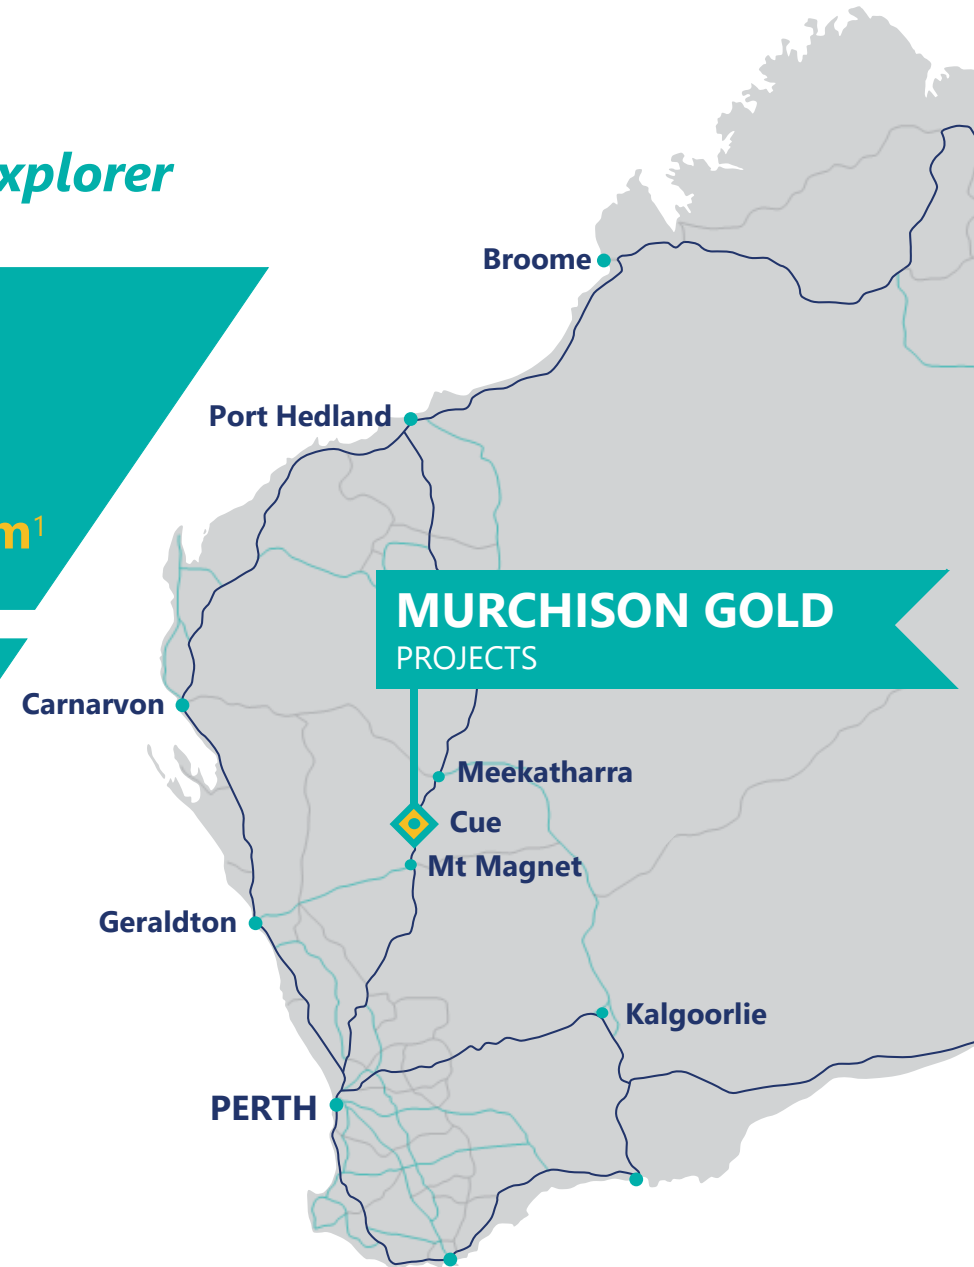 xplorer
Broome
Port Hedland
m1
MURCHISON GOLD
PROJECTS
Carnarvon
Meekatharra
Cue
Mt Magnet
Geraldton
Kalgoorlie
PERTH